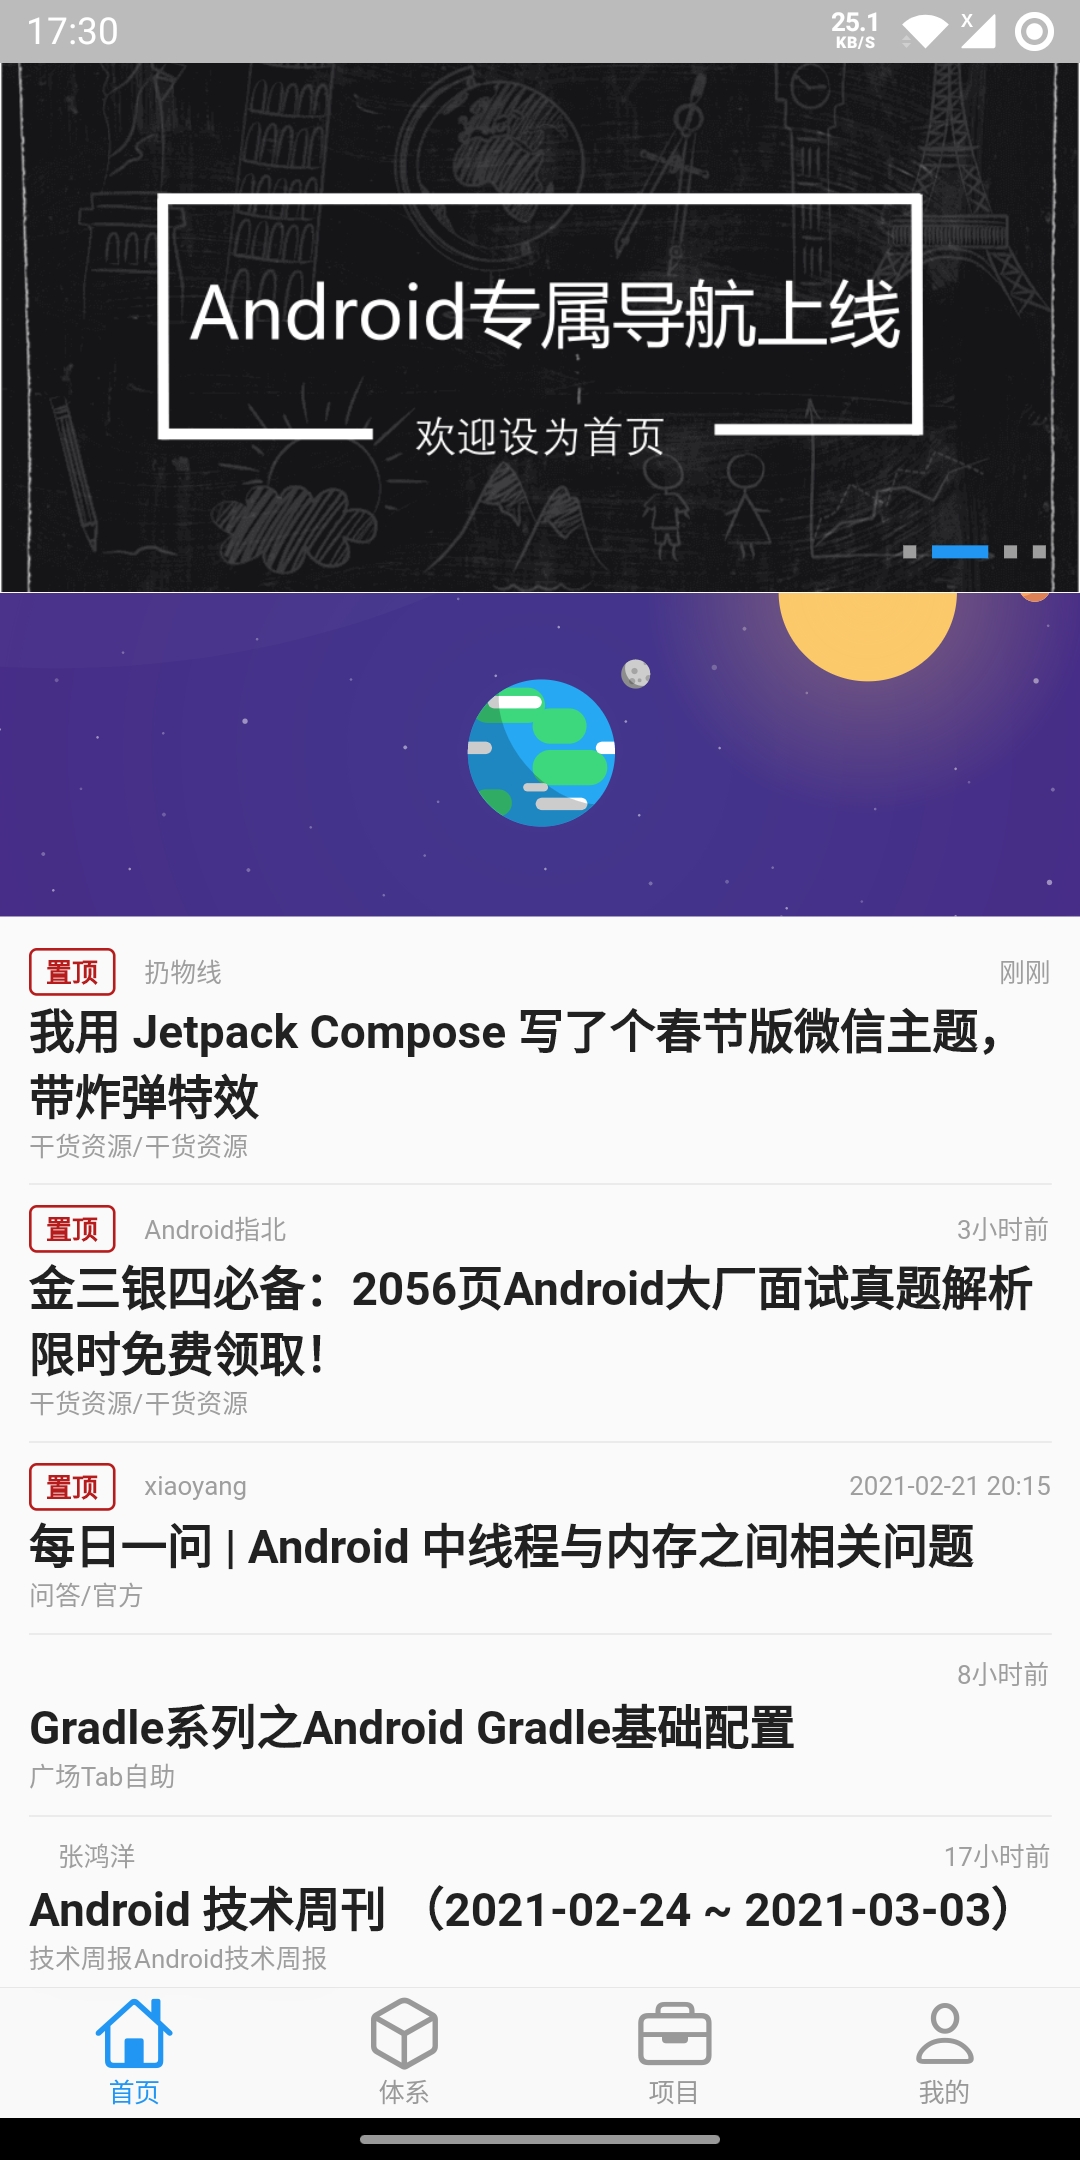 17:30
25.1
KB/S
X
Android专属导航上线
欢迎设为首页
置顶 扔物线 刚刚
我用 Jetpack Compose 写了个春节版微信主题，
带炸弹特效
干货资源/干货资源
置顶 Android指北 3小时前
金三银四必备：2056页Android大厂面试真题解析
限时免费领取！
干货资源/干货资源
置顶 xiaoyang 2021-02-21 20:15
每日一问 | Android 中线程与内存之间相关问题
问答/官方
8小时前
Gradle系列之Android Gradle基础配置
广场Tab自助
张鸿洋 17小时前
Android 技术周刊 （2021-02-24 ~ 2021-03-03）
技术周报Android技术周报
首页 体系 项目 我的